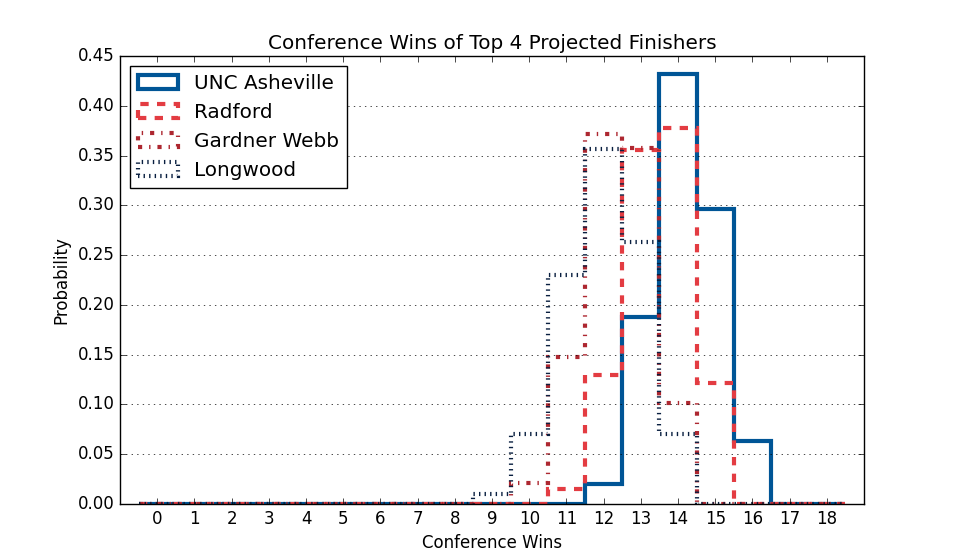 Conference Wins of Top 4 Projected Finishers
UNC Asheville
Radford
Gardner Webb
Longwood
0.45
0.40
0.35
0.30
0.25
0.20
0.15
0.10
0.05
0.00
Probability
0 1 2 3 4 5 6 7 8 9 10 11 12 13 14 15 16 17 18
Conference Wins